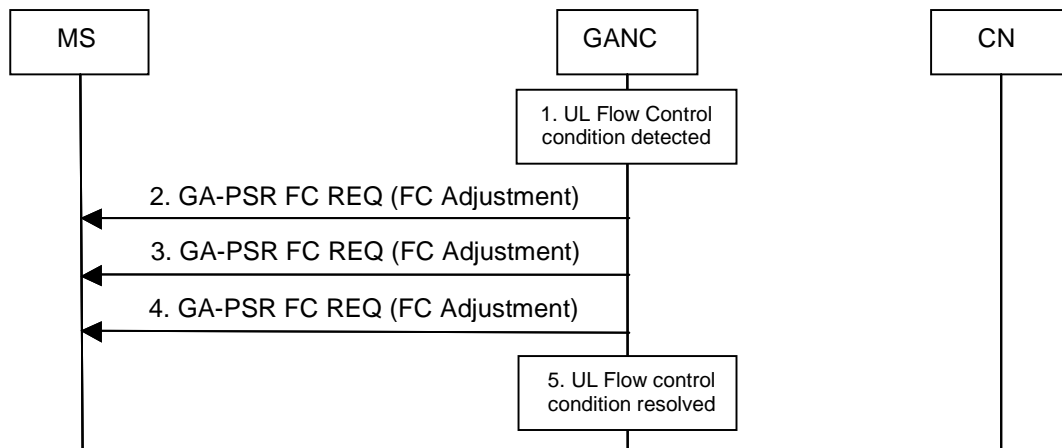 MS
GANC
CN
1. UL Flow Control
condition detected
2. GA-PSR FC REQ (FC Adjustment)
3. GA-PSR FC REQ (FC Adjustment)
4. GA-PSR FC REQ (FC Adjustment)
5. UL Flow control
condition resolved